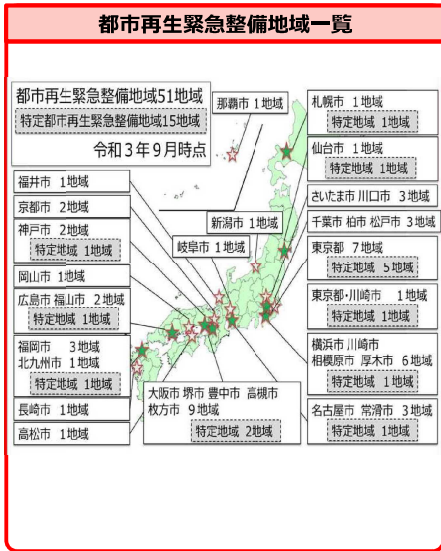 都市再生緊急整備地域一覧
都市再生緊急整備地域51地域
特定都市再生緊急整備地域15地域
令和３年９月時点
那覇市 1地域
札幌市 1地域
特定地域 1地域
仙台市 1地域
特定地域 1地域
さいたま市 川口市 3地域
千葉市 柏市 松戸市 3地域
東京都 7地域
特定地域 5地域
東京都・川崎市 1地域
特定地域 1地域
横浜市 川崎市
相模原市 厚木市 6地域
特定地域 1地域
名古屋市 常滑市 3地域
特定地域 1地域
新潟市 1地域
岐阜市 1地域
福井市 1地域
京都市 2地域
神戸市 2地域
特定地域 1地域
岡山市 1地域
広島市 福山市 2地域
特定地域 1地域
福岡市 3地域
北九州市 1地域
特定地域 1地域
長崎市 1地域
高松市 1地域
大阪市 堺市 豊中市 高槻市
枚方市 9地域
特定地域 2地域